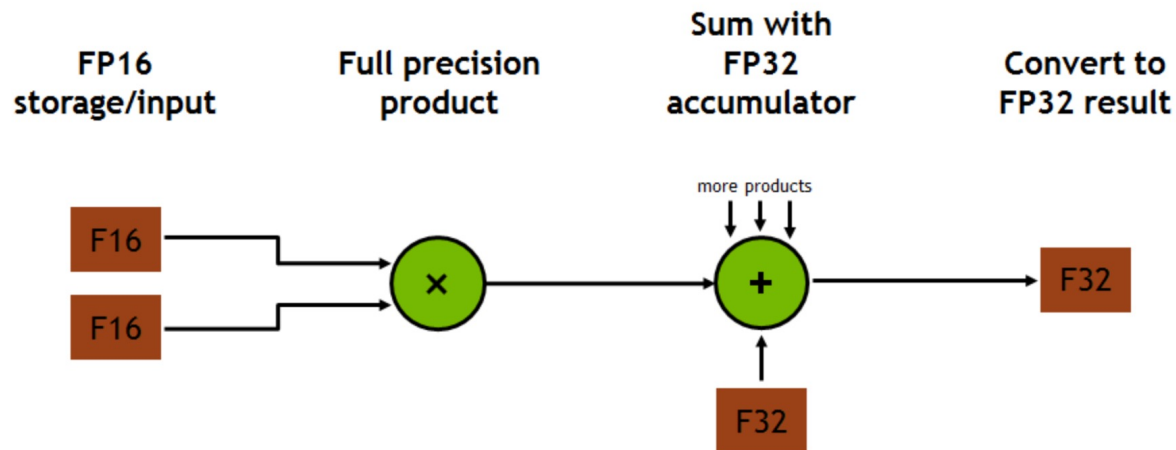 FP16
storage/input
Full precision
product
Sum with
FP32
accumulator
Convert to
FP32 result
more products
F16
F16
×
+
F32
F32